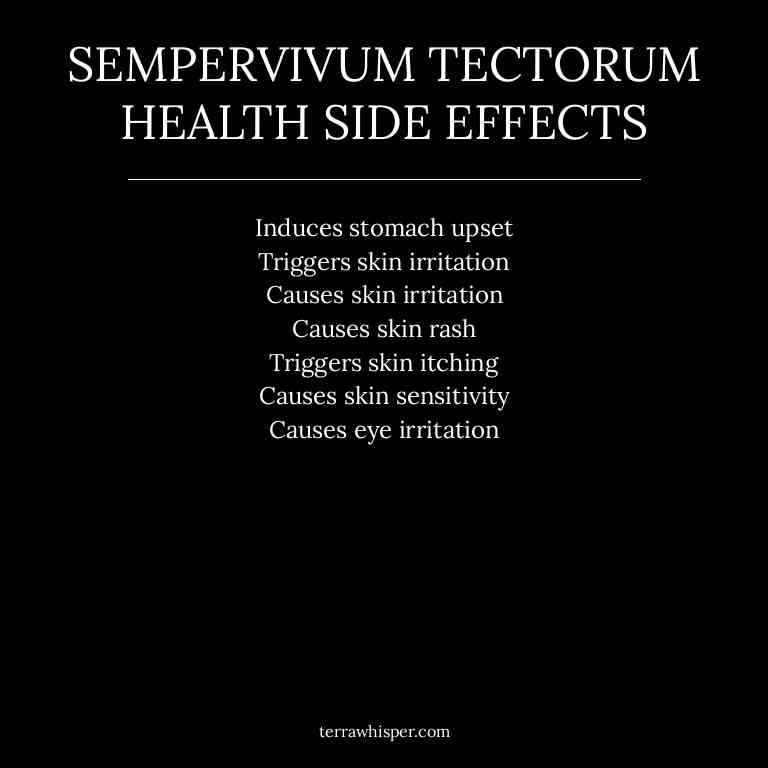 SEMPERVIVUM TECTORUM
HEALTH SIDE EFFECTS
Induces stomach upset
Triggers skin irritation
Causes skin irritation
Causes skin rash
Triggers skin itching
Causes skin sensitivity
Causes eye irritation
terrawhisper.com